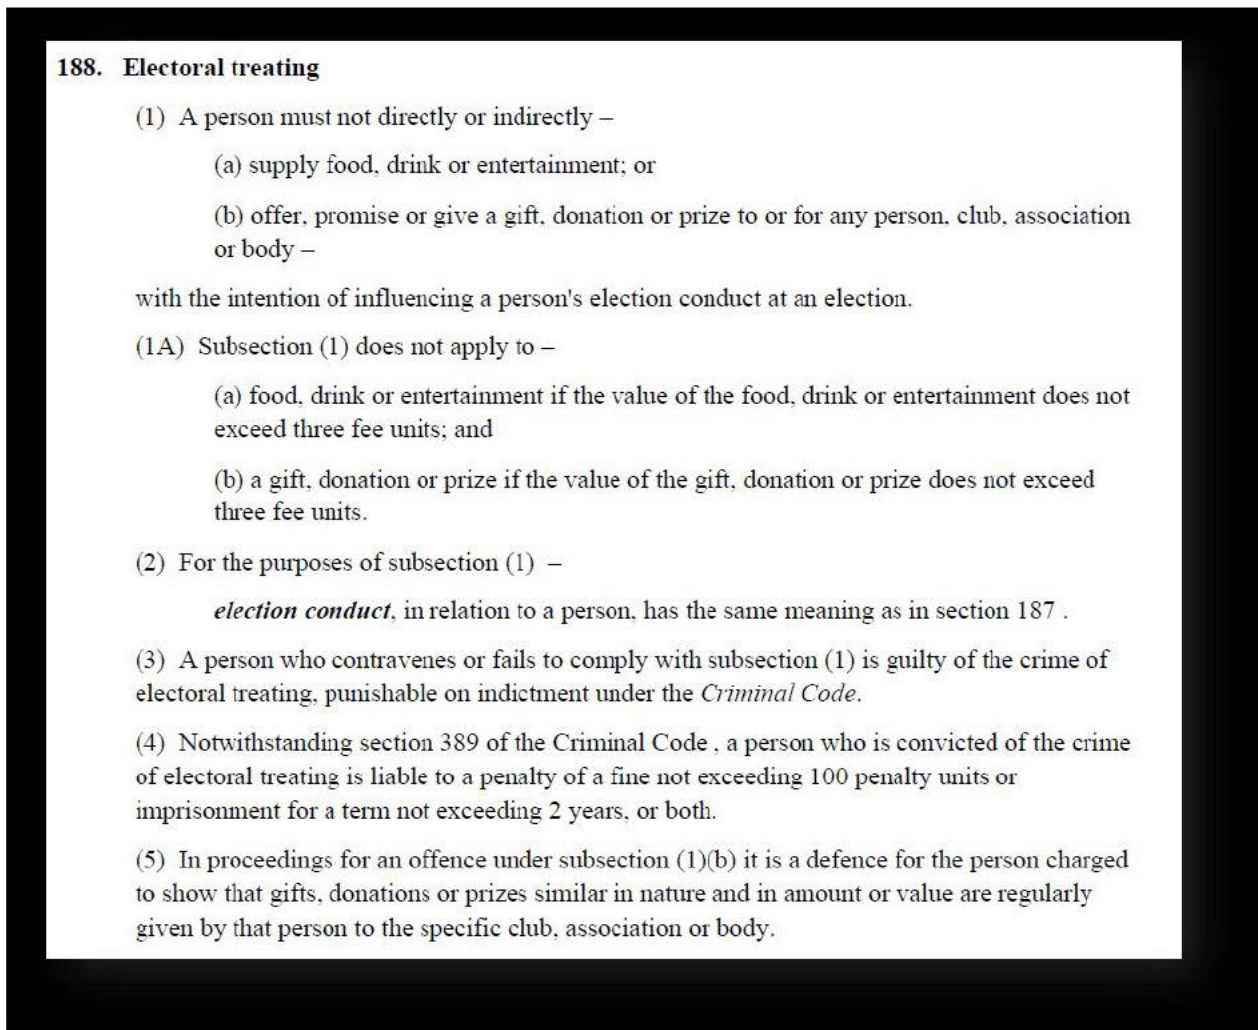 188. Electoral treating
(1) A person must not directly or indirectly –
(a) supply food, drink or entertainment; or
(b) offer, promise or give a gift, donation or prize to or for any person, club, association
or body –
with the intention of influencing a person's election conduct at an election.
(1A) Subsection (1) does not apply to –
(a) food, drink or entertainment if the value of the food, drink or entertainment does not
exceed three fee units; and
(b) a gift, donation or prize if the value of the gift, donation or prize does not exceed
three fee units.
(2) For the purposes of subsection (1) –
election conduct, in relation to a person, has the same meaning as in section 187 .
(3) A person who contravenes or fails to comply with subsection (1) is guilty of the crime of
electoral treating, punishable on indictment under the Criminal Code.
(4) Notwithstanding section 389 of the Criminal Code , a person who is convicted of the crime
of electoral treating is liable to a penalty of a fine not exceeding 100 penalty units or
imprisonment for a term not exceeding 2 years, or both.
(5) In proceedings for an offence under subsection (1)(b) it is a defence for the person charged
to show that gifts, donations or prizes similar in nature and in amount or value are regularly
given by that person to the specific club, association or body.